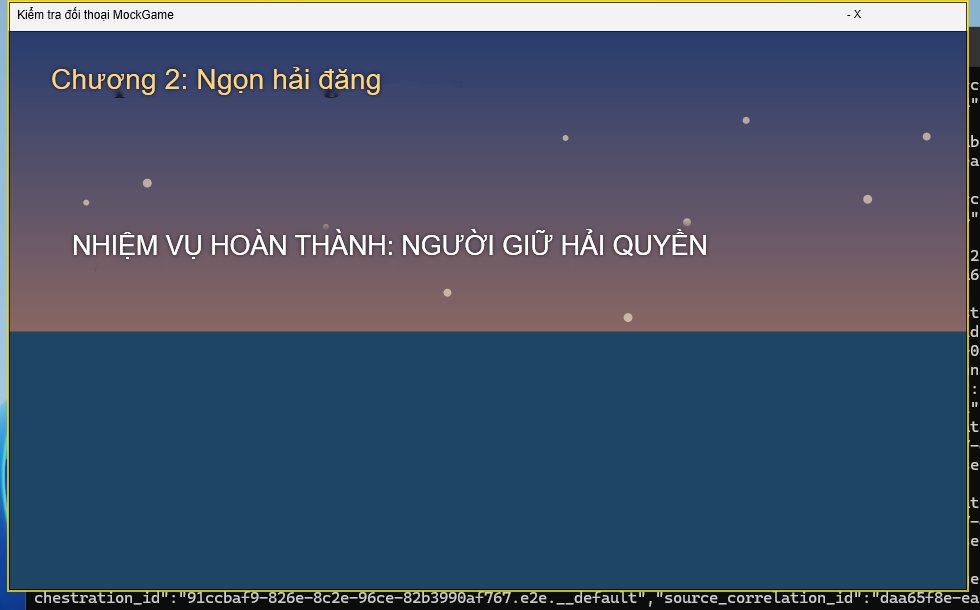 Kiểm tra đối thoại MockGame
- X
Chương 2: Ngọn hải đăng
NHIỆM VỤ HOÀN THÀNH: NGƯỜI GIỮ HẢI QUYỀN
chestration_id":"91ccbaf9-826e-8c2e-96ce-82b3990af767.e2e.__default","source_correlation_id":"daa65f8e-ee